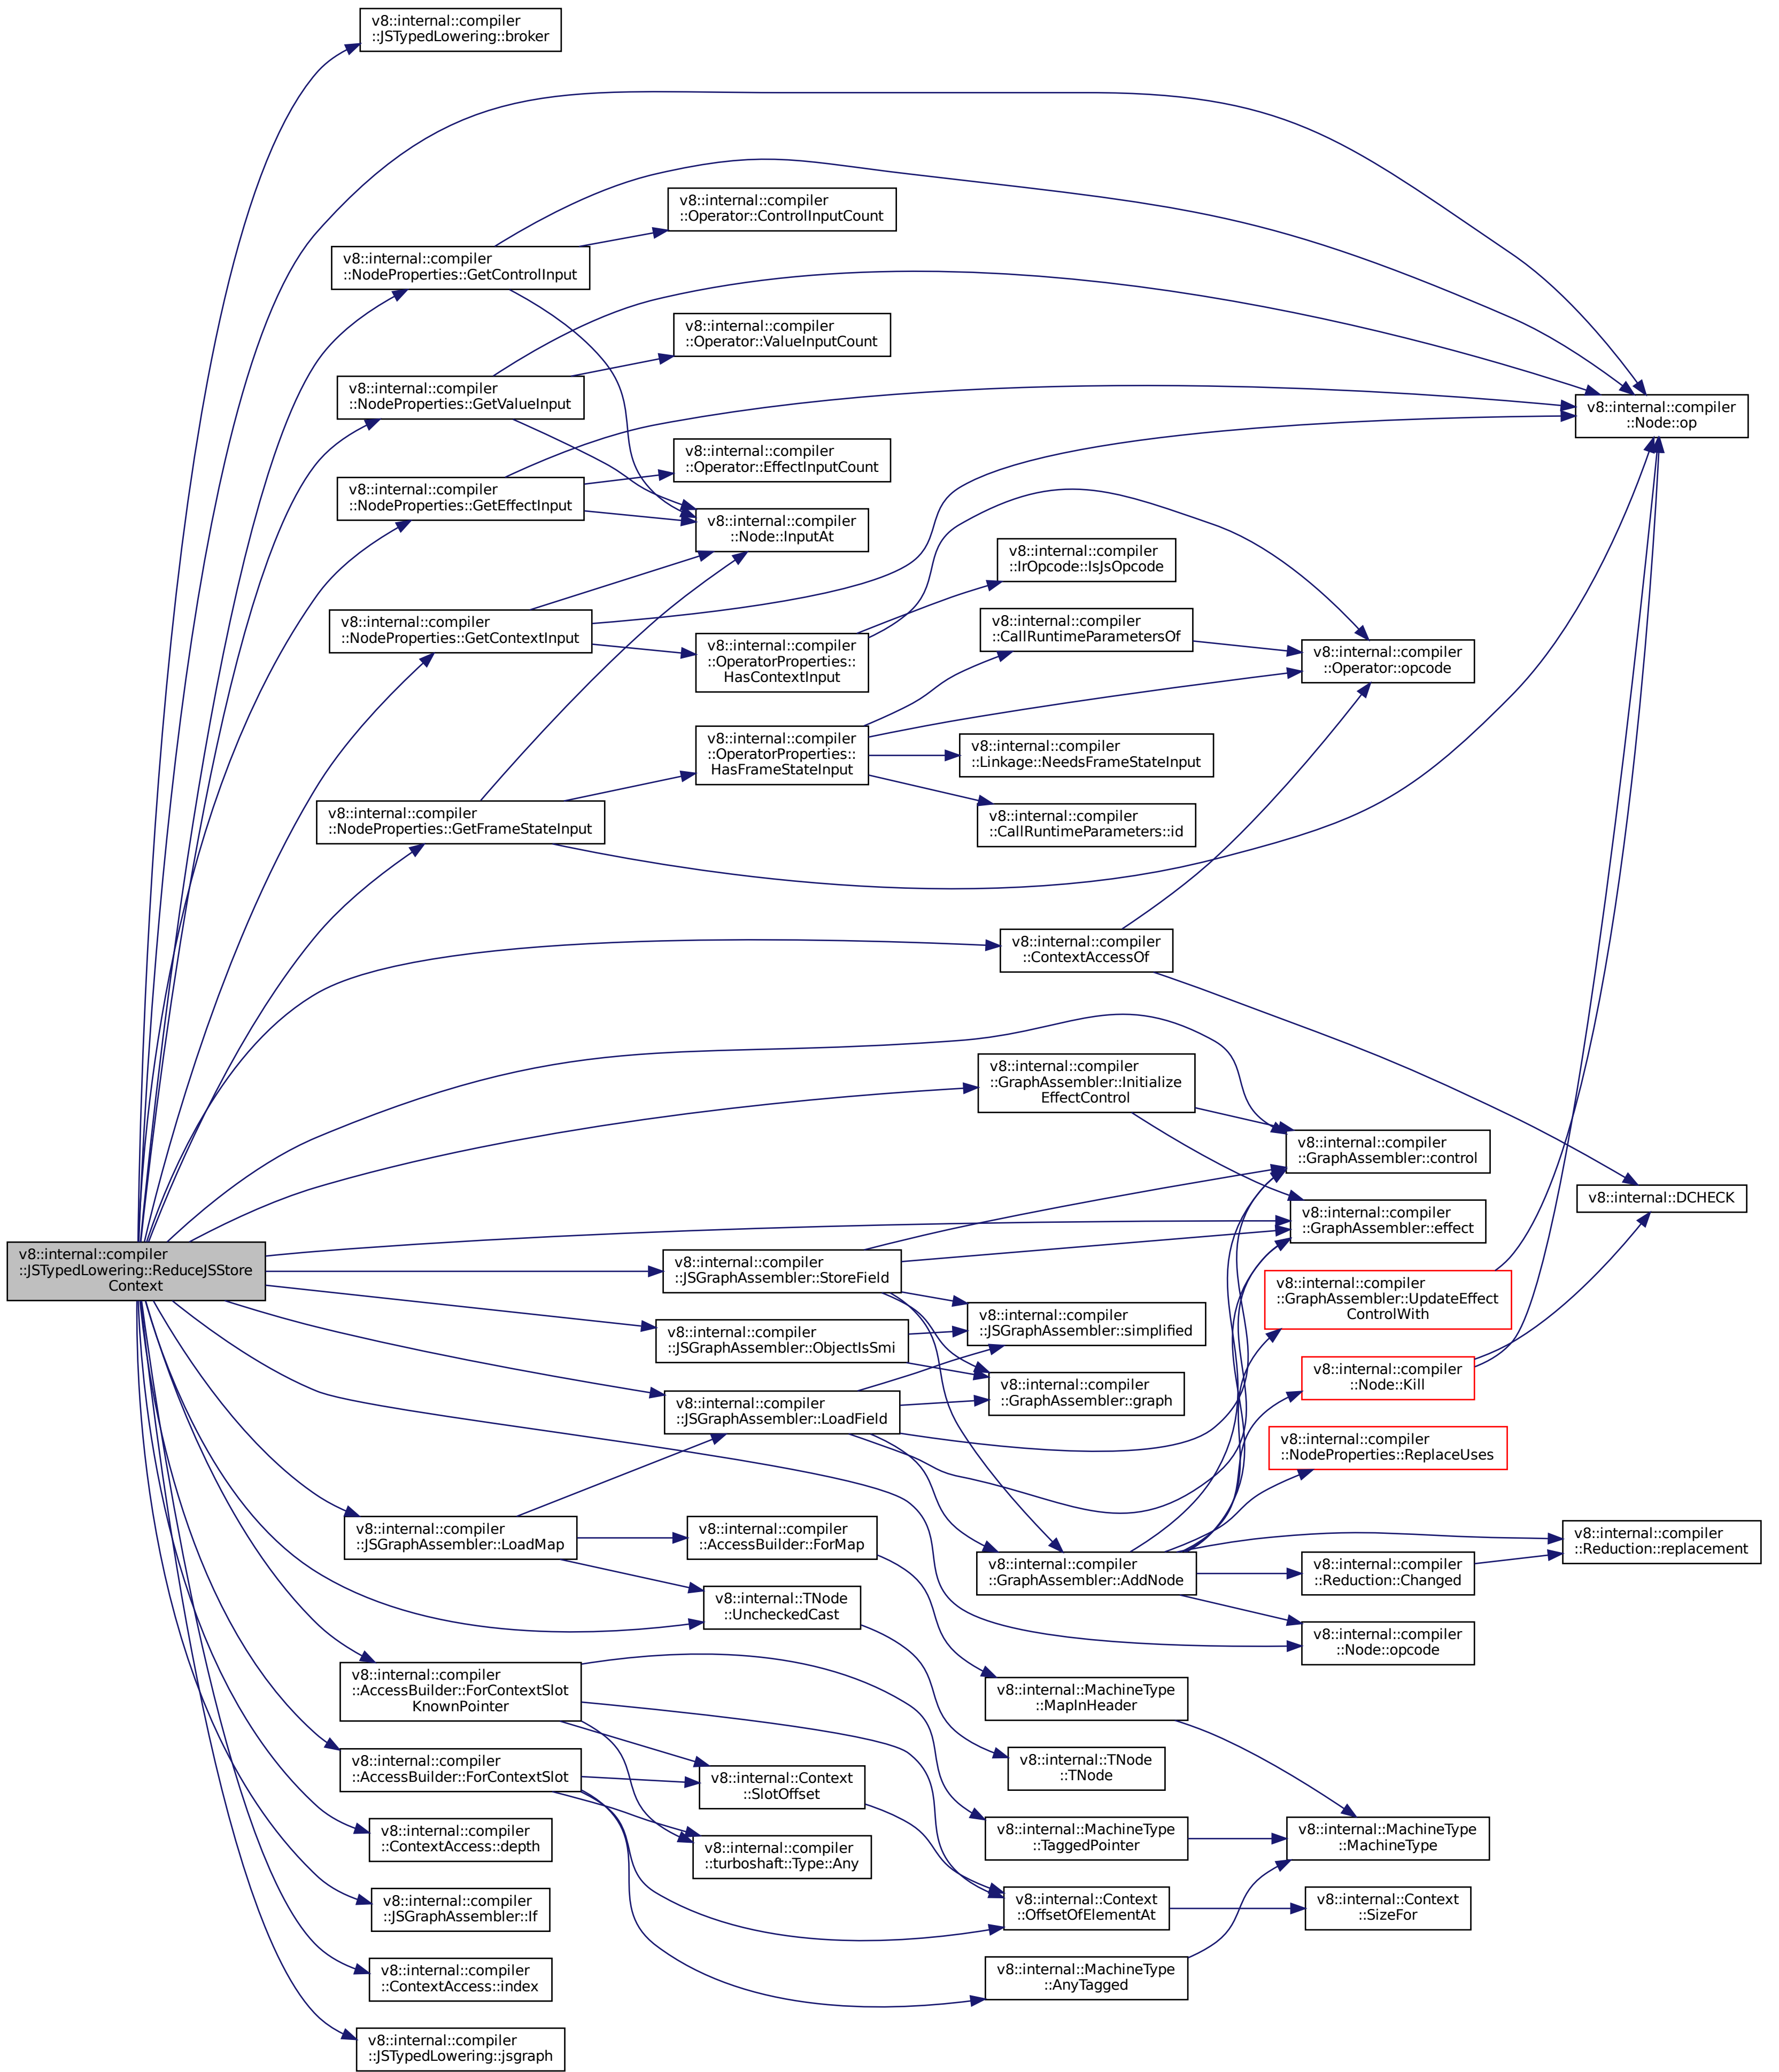 v8::internal::compiler
::JSTypedLowering::broker
v8::internal::compiler
::Operator::ControlInputCount
v8::internal::compiler
::NodeProperties::GetControlInput
v8::internal::compiler
::Operator::ValueInputCount
v8::internal::compiler
::NodeProperties::GetValueInput
v8::internal::compiler
::Node::op
v8::internal::compiler
::Operator::EffectInputCount
v8::internal::compiler
::NodeProperties::GetEffectInput
v8::internal::compiler
::Node::InputAt
v8::internal::compiler
::IrOpcode::IsJsOpcode
v8::internal::compiler
::NodeProperties::GetContextInput
v8::internal::compiler
::CallRuntimeParametersOf
v8::internal::compiler
::OperatorProperties::
HasContextInput
v8::internal::compiler
::Operator::opcode
v8::internal::compiler
::OperatorProperties::
HasFrameStateInput
v8::internal::compiler
::Linkage::NeedsFrameStateInput
v8::internal::compiler
::NodeProperties::GetFrameStateInput
v8::internal::compiler
::CallRuntimeParameters::id
v8::internal::compiler
::ContextAccessOf
v8::internal::compiler
::GraphAssembler::Initialize
EffectControl
v8::internal::compiler
::GraphAssembler::control
v8::internal::DCHECK
v8::internal::compiler
::GraphAssembler::effect
v8::internal::compiler
::JSTypedLowering::ReduceJSStore
Context
v8::internal::compiler
::JSGraphAssembler::StoreField
v8::internal::compiler
::GraphAssembler::UpdateEffect
ControlWith
v8::internal::compiler
::JSGraphAssembler::simplified
v8::internal::compiler
::JSGraphAssembler::ObjectIsSmi
v8::internal::compiler
::Node::Kill
v8::internal::compiler
::GraphAssembler::graph
v8::internal::compiler
::JSGraphAssembler::LoadField
v8::internal::compiler
::NodeProperties::ReplaceUses
v8::internal::compiler
::JSGraphAssembler::LoadMap
v8::internal::compiler
::AccessBuilder::ForMap
v8::internal::compiler
::Reduction::replacement
v8::internal::compiler
::GraphAssembler::AddNode
v8::internal::compiler
::Reduction::Changed
v8::internal::TNode
::UncheckedCast
v8::internal::compiler
::Node::opcode
v8::internal::compiler
::AccessBuilder::ForContextSlot
KnownPointer
v8::internal::MachineType
::MapInHeader
v8::internal::TNode
::TNode
v8::internal::compiler
::AccessBuilder::ForContextSlot
v8::internal::Context
::SlotOffset
v8::internal::MachineType
::TaggedPointer
v8::internal::MachineType
::MachineType
v8::internal::compiler
::ContextAccess::depth
v8::internal::compiler
::turboshaft::Type::Any
v8::internal::compiler
::JSGraphAssembler::If
v8::internal::Context
::OffsetOfElementAt
v8::internal::Context
::SizeFor
v8::internal::compiler
::ContextAccess::index
v8::internal::MachineType
::AnyTagged
v8::internal::compiler
::JSTypedLowering::jsgraph